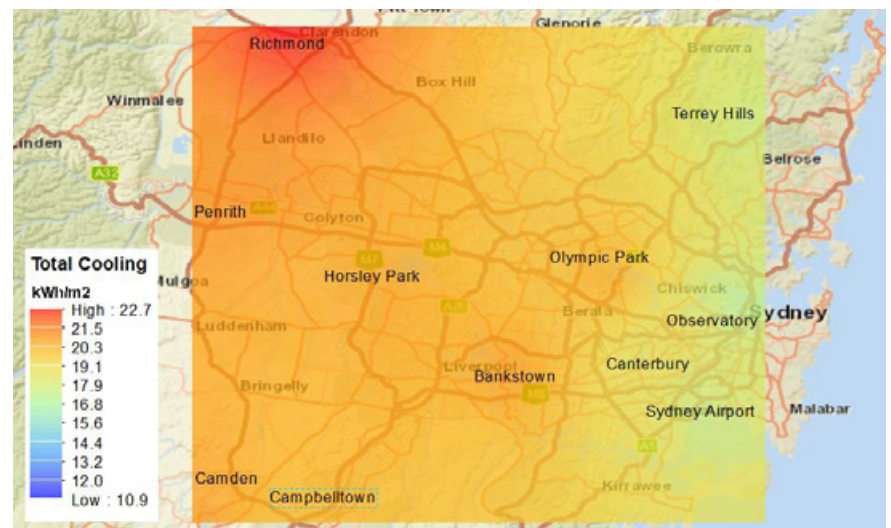 Pitt Town
Glenorie
Clarendon
Richmond
Berowra
Box Hill
Winmalee
Terrey Hills
Llandilo
Linden
Belrose
A32
Penrith
A44
Colyton
M4
Olympic Park
M7
Horsley Park
Mulgoa
Chiswick
Total Cooling
kWh/m2
High : 22.7
21.5
20.3
19.1
17.9
16.8
15.6
14.4
13.2
12.0
Low : 10.9
Berala
Observatory
Sydney
Luddenham
Liverpool
Canterbury
Bankstown
Bringelly
Sydney Airport
Malabar
A1
Camden
Kirrawee
Campbelltown